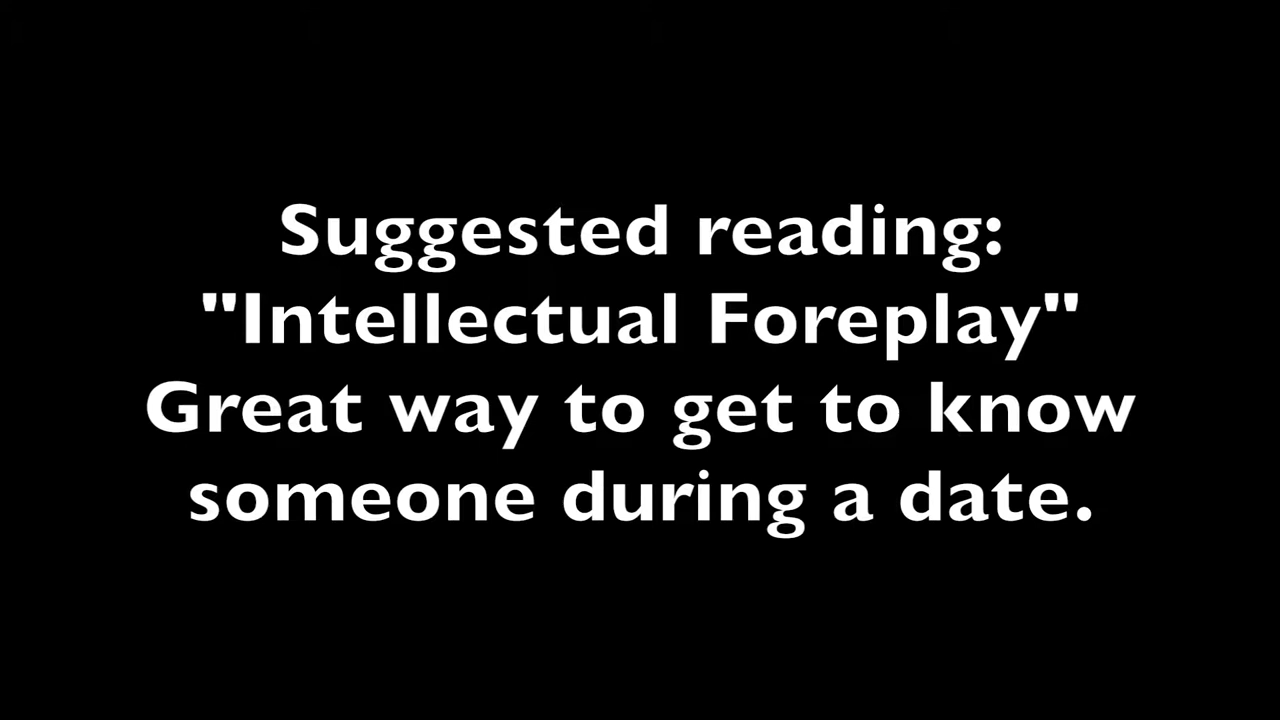 Suggested reading:
"Intellectual Foreplay"
Great way to get to know
someone during a date.